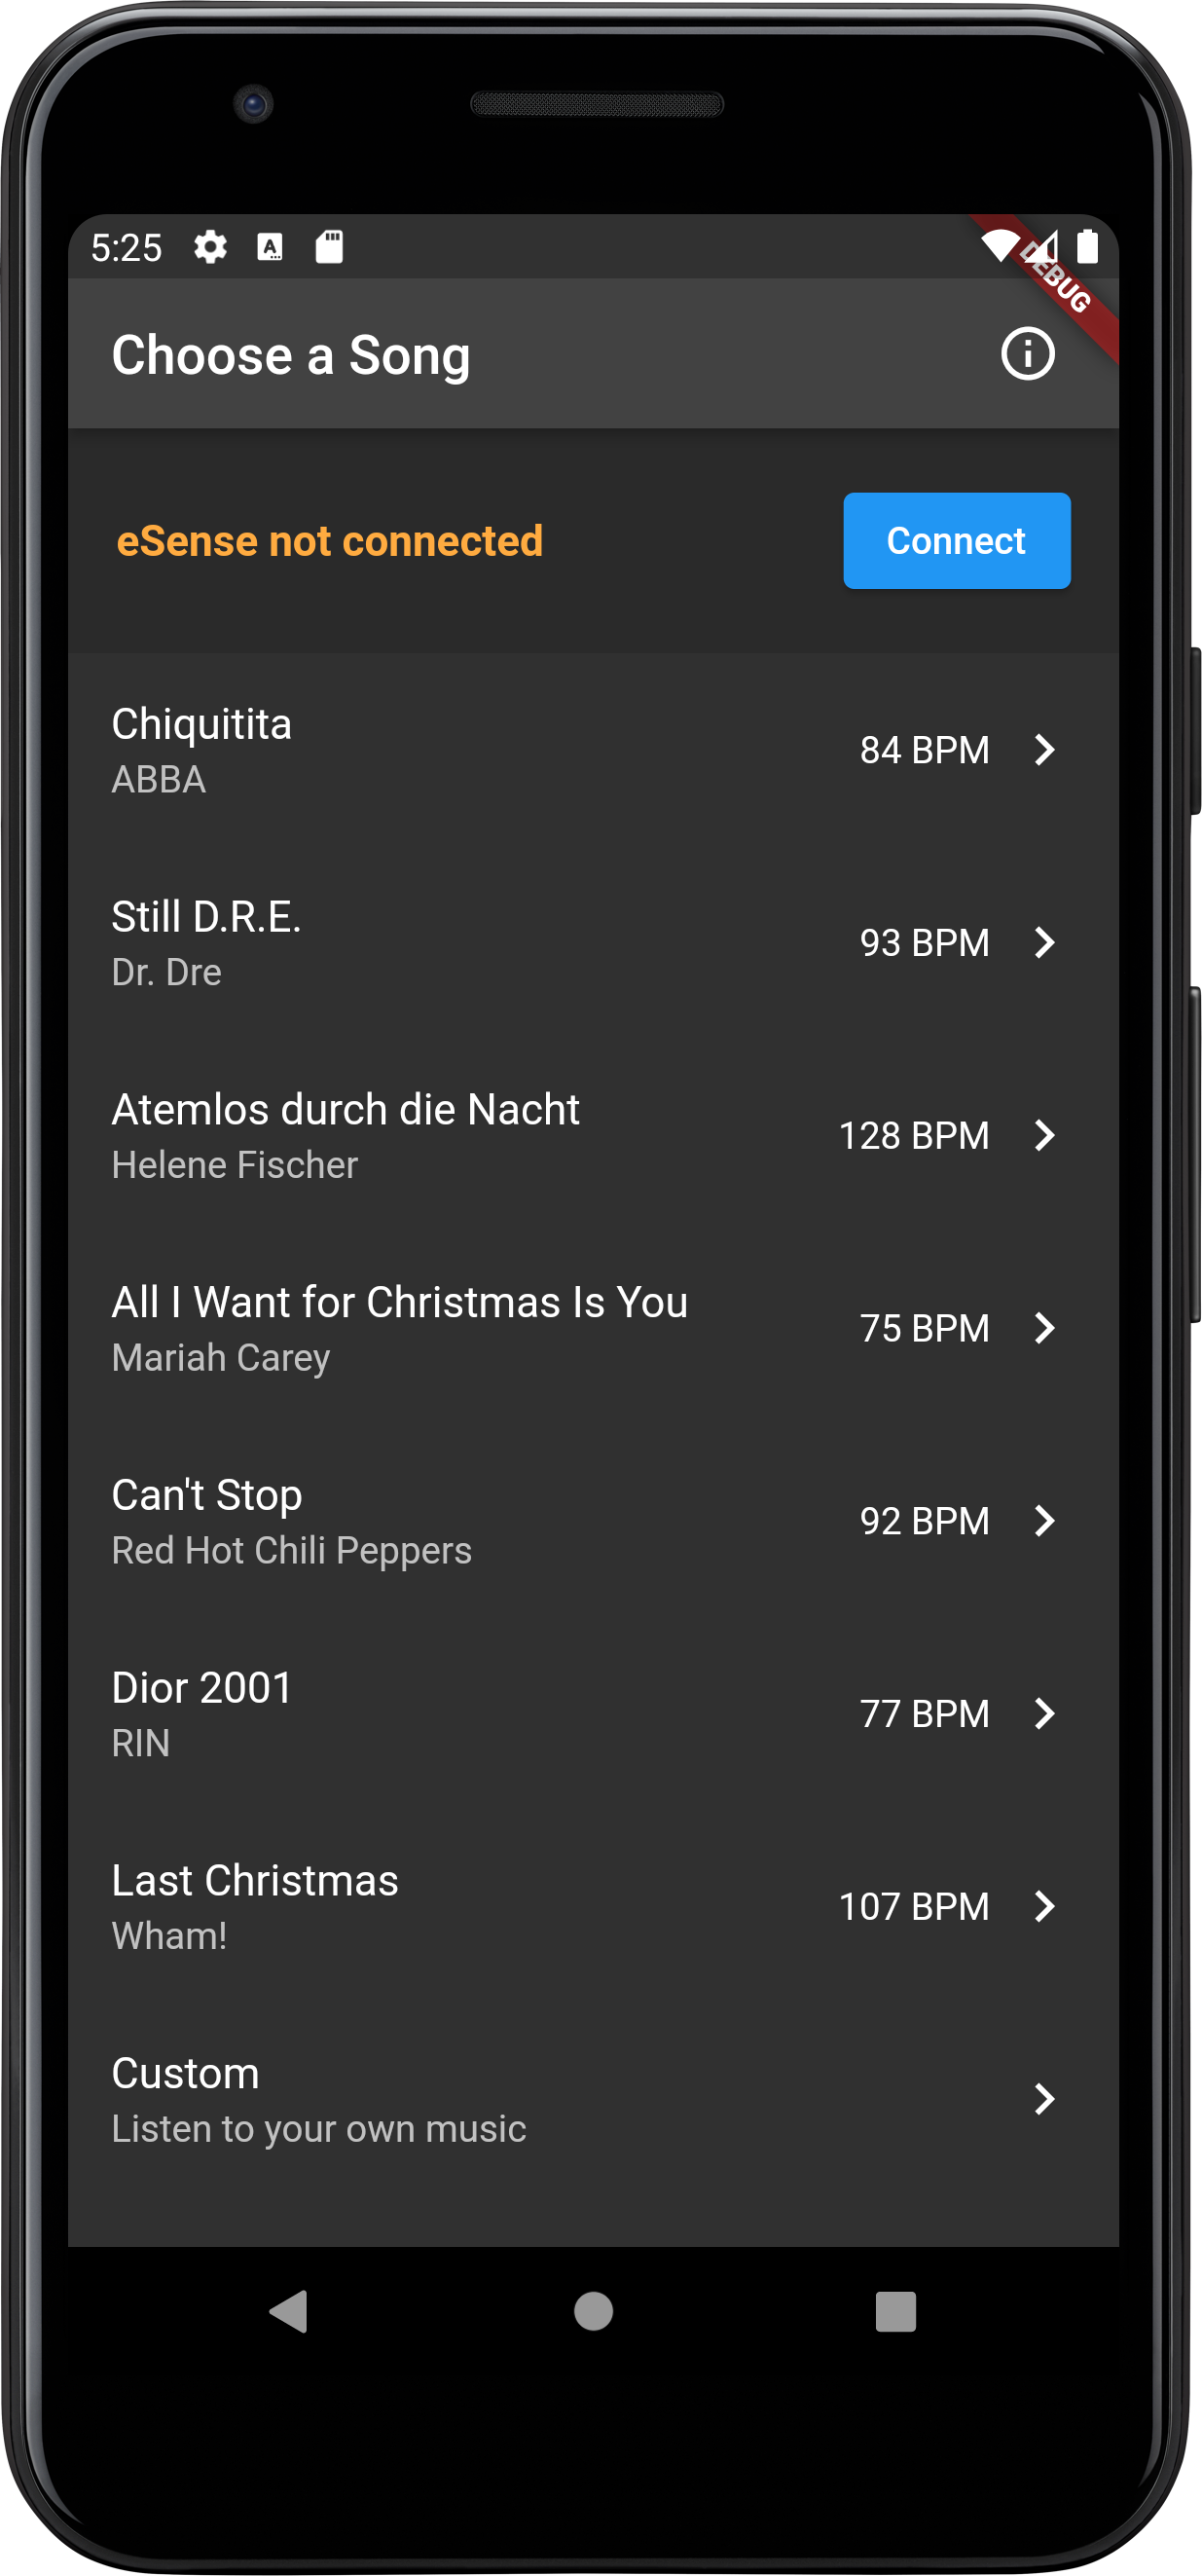 5:25
DEBUG
Choose a Song
eSense not connected
Connect
Chiquitita
ABBA
84 BPM
Still D.R.E.
Dr. Dre
93 BPM
Atemlos durch die Nacht
Helene Fischer
128 BPM
All I Want for Christmas Is You
Mariah Carey
75 BPM
Can't Stop
Red Hot Chili Peppers
92 BPM
Dior 2001
RIN
77 BPM
Last Christmas
Wham!
107 BPM
Custom
Listen to your own music